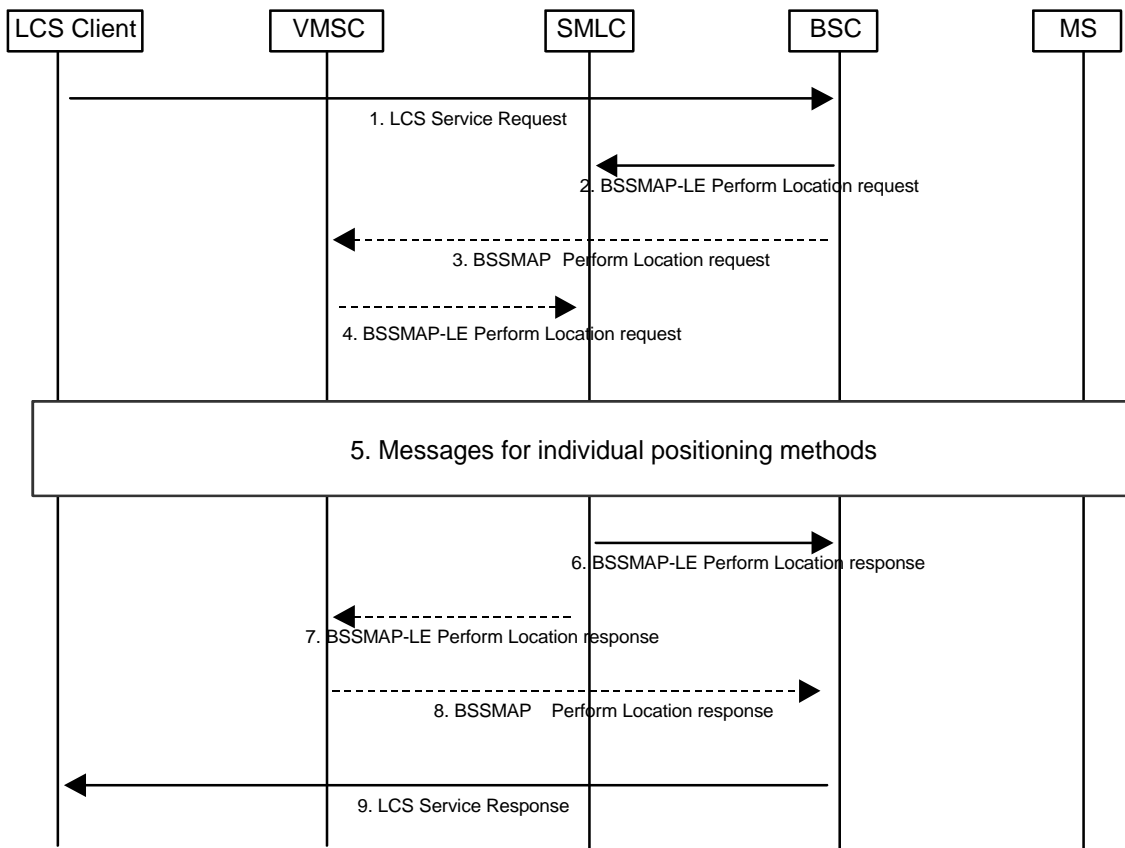 LCS Client
VMSC
SMLC
BSC
MS
1. LCS Service Request
2. BSSMAP-LE Perform Location request
3. BSSMAP Perform Location request
4. BSSMAP-LE Perform Location request
5. Messages for individual positioning methods
6. BSSMAP-LE Perform Location response
7. BSSMAP-LE Perform Location response
8. BSSMAP Perform Location response
9. LCS Service Response